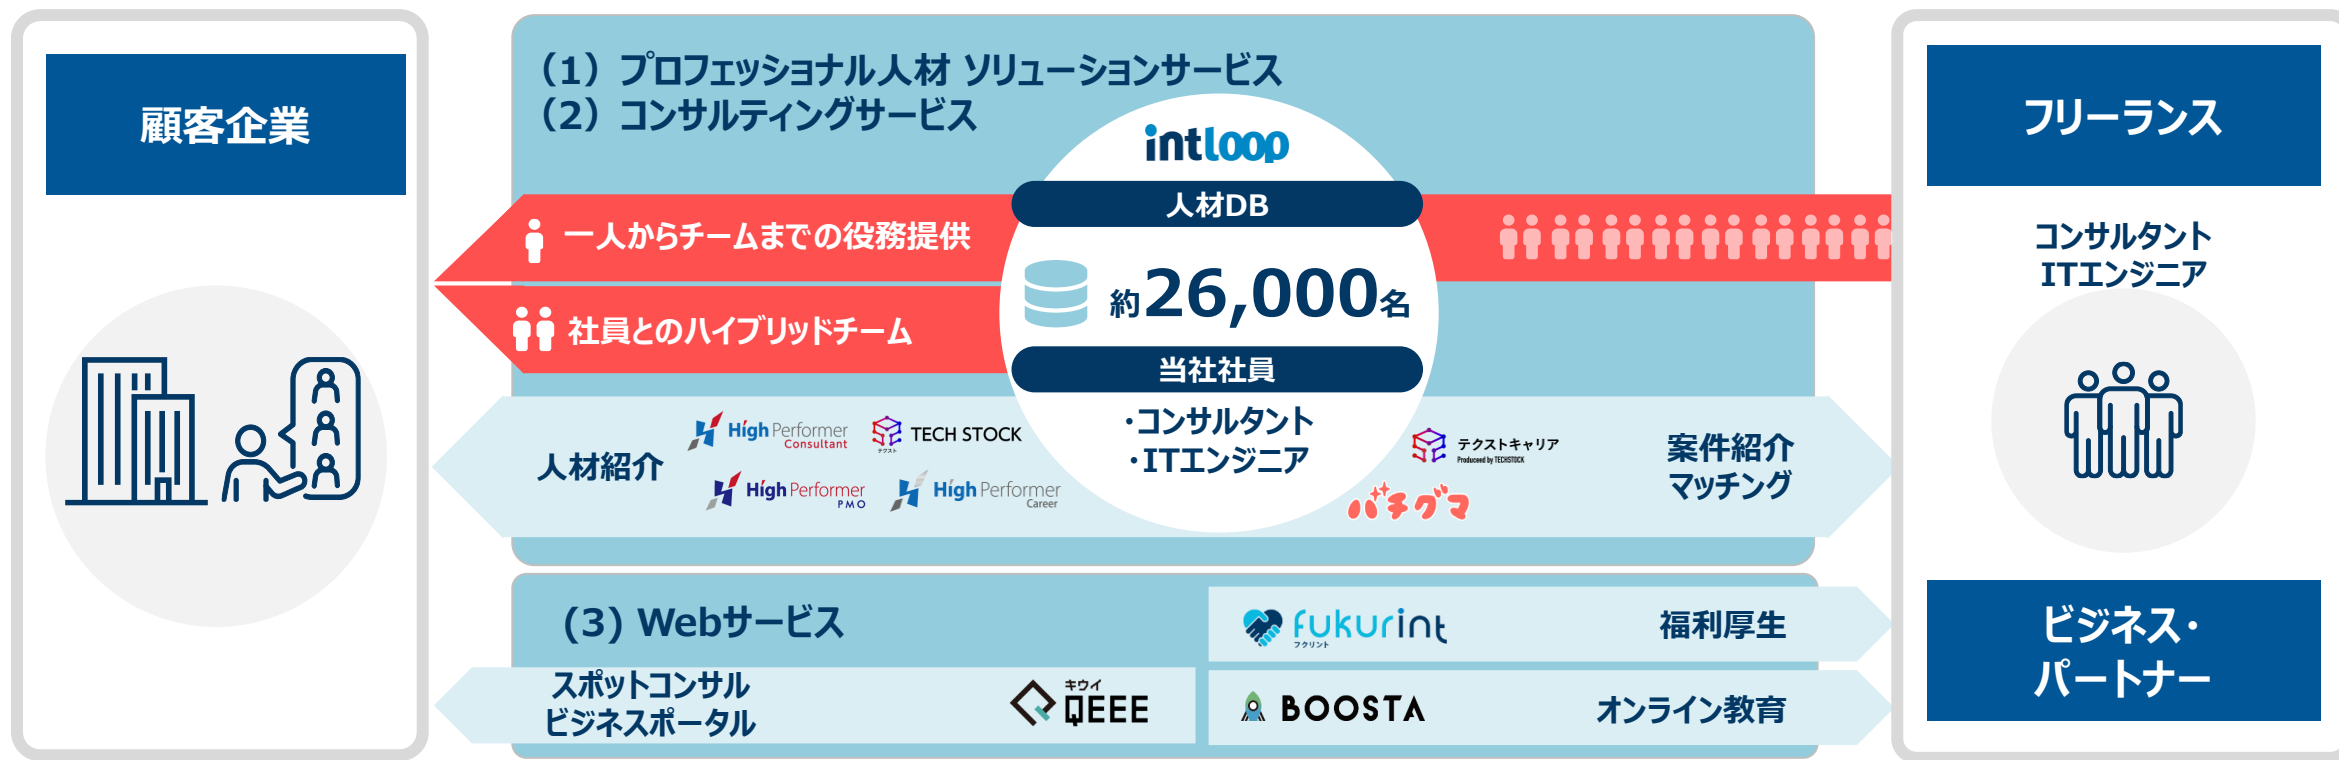 顧客企業
（1）プロフェッショナル人材 ソリューションサービス
（2）コンサルティングサービス
intloop
人材DB
約26,000名
当社社員
・コンサルタント
・ITエンジニア
一人からチームまでの役務提供
社員とのハイブリッドチーム
人材紹介
High Performer
Consultant
TECH STOCK
テクスト
High Performer
PMO
High Performer
Career
テクストキャリア
Produceed by TECHSTOCK
バチグマ
案件紹介
マッチング
(3) Webサービス
スポットコンサル
ビジネスポータル
キウイ
QEEE
fukurint
フクリント
福利厚生
BOOSTA
オンライン教育
フリーランス
コンサルタント
ITエンジニア
ビジネス・
パートナー